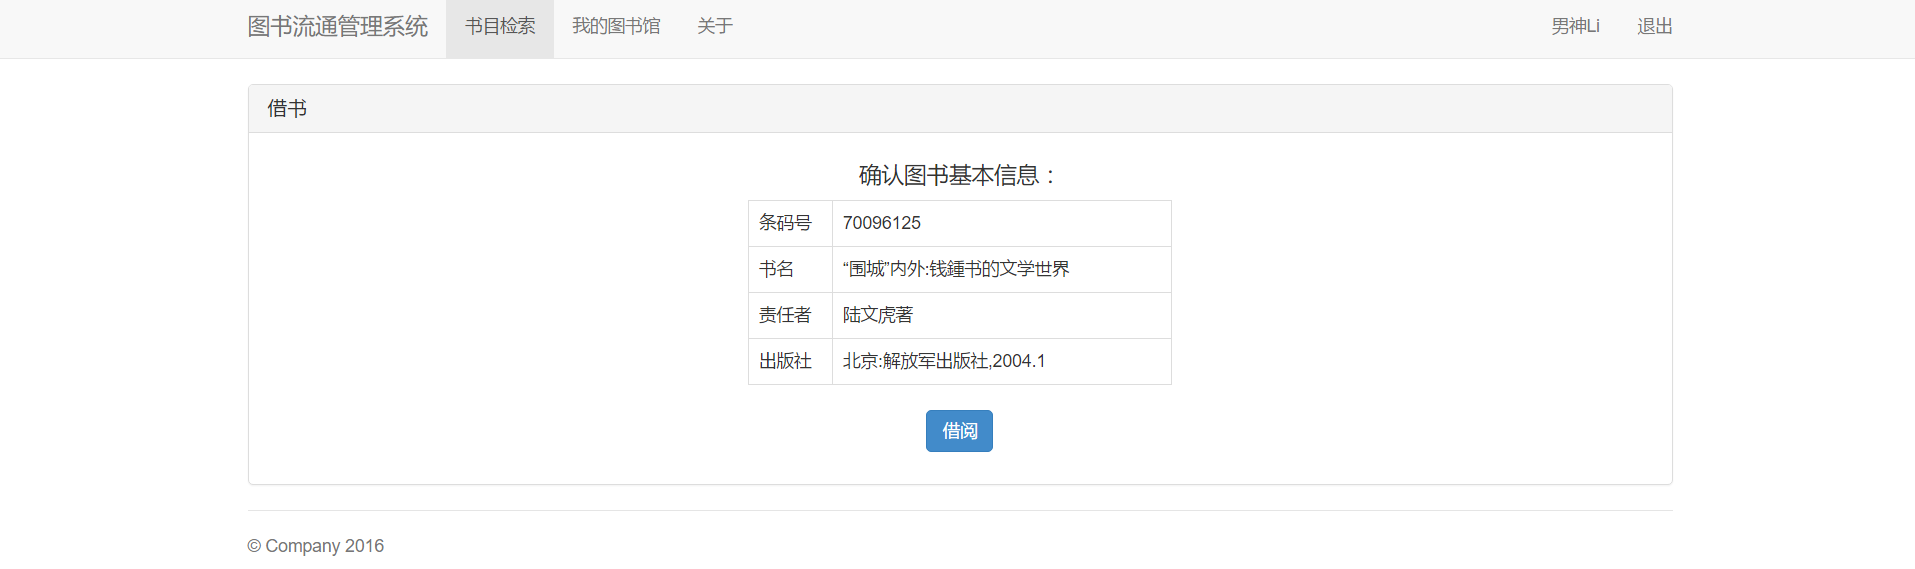 图书流通管理系统 书目检索 我的图书馆 关于 男神Li 退出
借书
确认图书基本信息：
条码号 70096125
书名 “围城”内外:钱鍾书的文学世界
责任者 陆文虎著
出版社 北京:解放军出版社,2004.1
借阅
© Company 2016